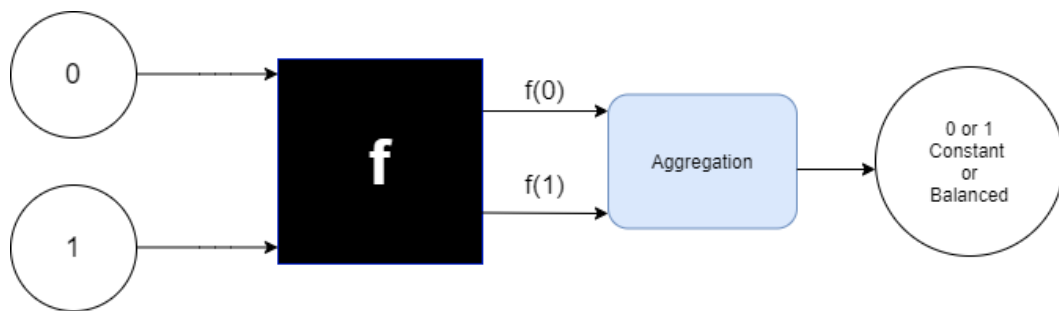 0
1
f
f(0)
f(1)
Aggregation
0 or 1
Constant
or
Balanced